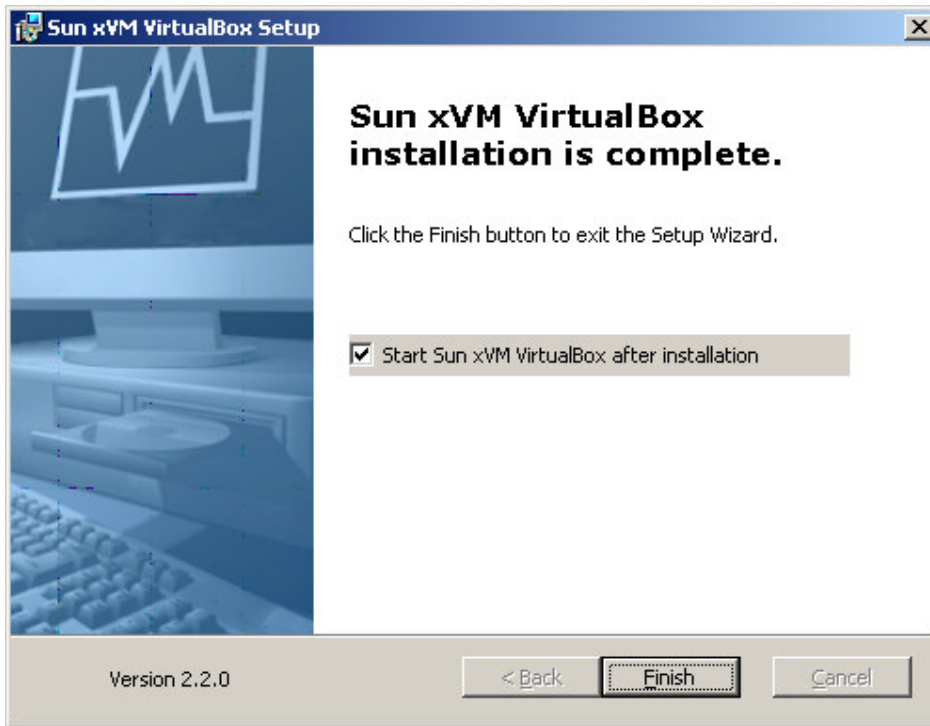 Sun xVM VirtualBox Setup
Sun xVM VirtualBox
installation is complete.
Click the Finish button to exit the Setup Wizard.
Start Sun xVM VirtualBox after installation
Version 2.2.0
< Back
Finish
Cancel